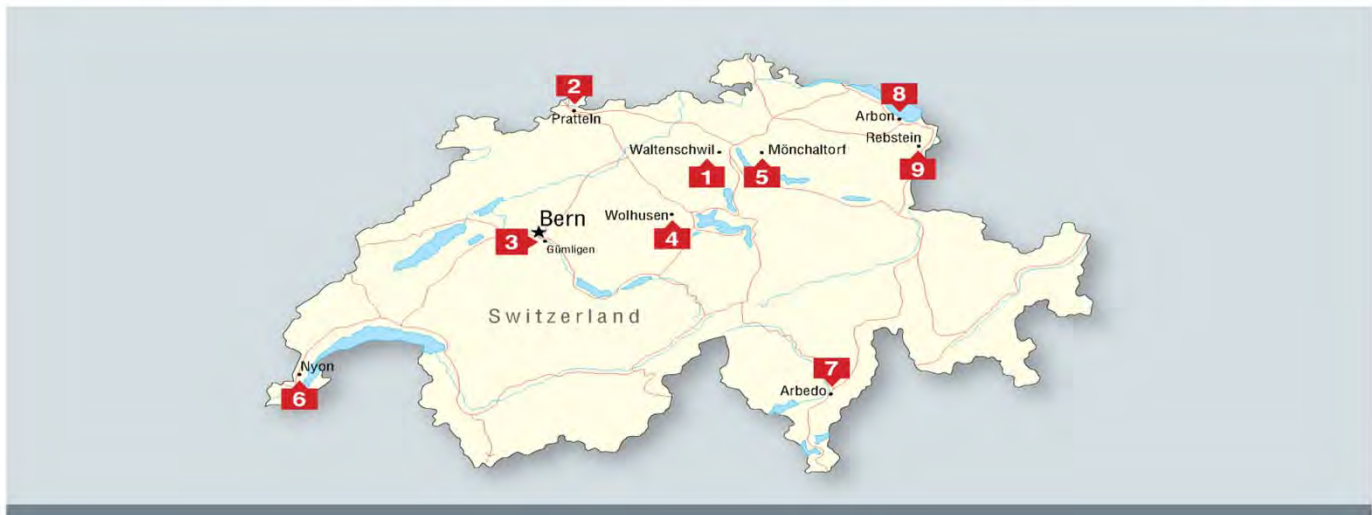 2
Pratteln
8
Arbon
Rebstein
9
Waltenschwil
1
Mönchaltorf
5
Bern
3
Gümligen
Wolhusen
4
Switzerland
Nyon
6
7
Arbedo